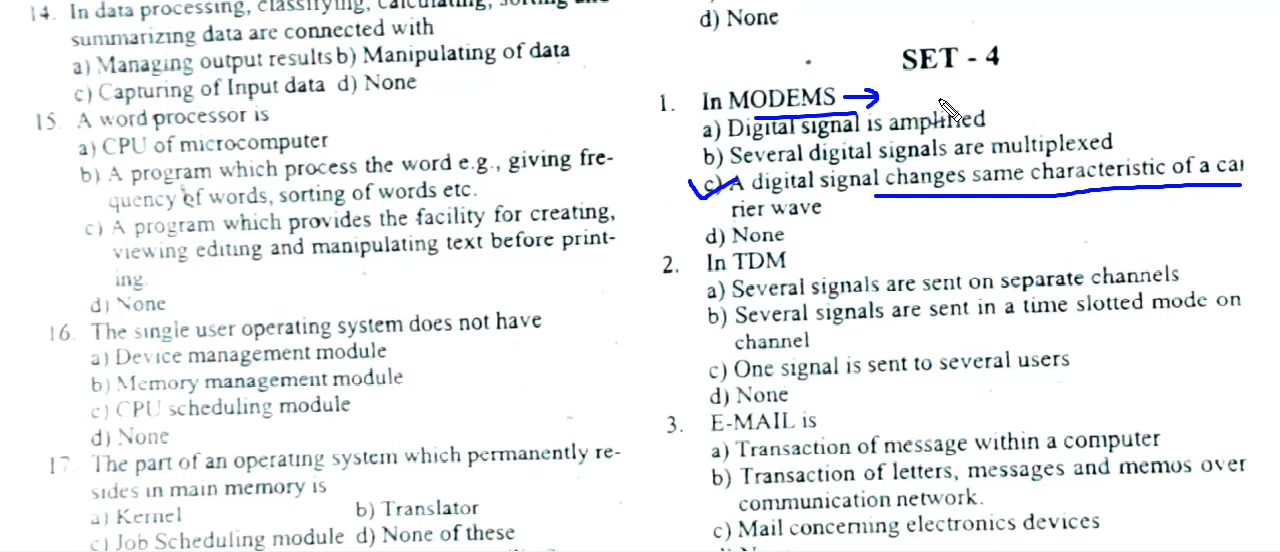 14. In data processing, classifying, calculating, sorting and
summarizing data are connected with
a) Managing output results b) Manipulating of data
c) Capturing of Input data d) None
15. A word processor is
a) CPU of microcomputer
b) A program which process the word e.g., giving fre-
quency of words, sorting of words etc.
c) A program which provides the facility for creating,
viewing editing and manipulating text before print-
ing.
d) None
16. The single user operating system does not have
a) Device management module
b) Memory management module
c) CPU scheduling module
d) None
17. The part of an operating system which permanently re-
sides in main memory is
a) Kernel b) Translator
c) Job Scheduling module d) None of these
d) None
SET - 4
1. In MODEMS
a) Digital signal is amplified
b) Several digital signals are multiplexed
c) A digital signal changes same characteristic of a car
rier wave
d) None
2. In TDM
a) Several signals are sent on separate channels
b) Several signals are sent in a time slotted mode on
channel
c) One signal is sent to several users
d) None
3. E-MAIL is
a) Transaction of message within a computer
b) Transaction of letters, messages and memos over
communication network.
c) Mail concerning electronics devices